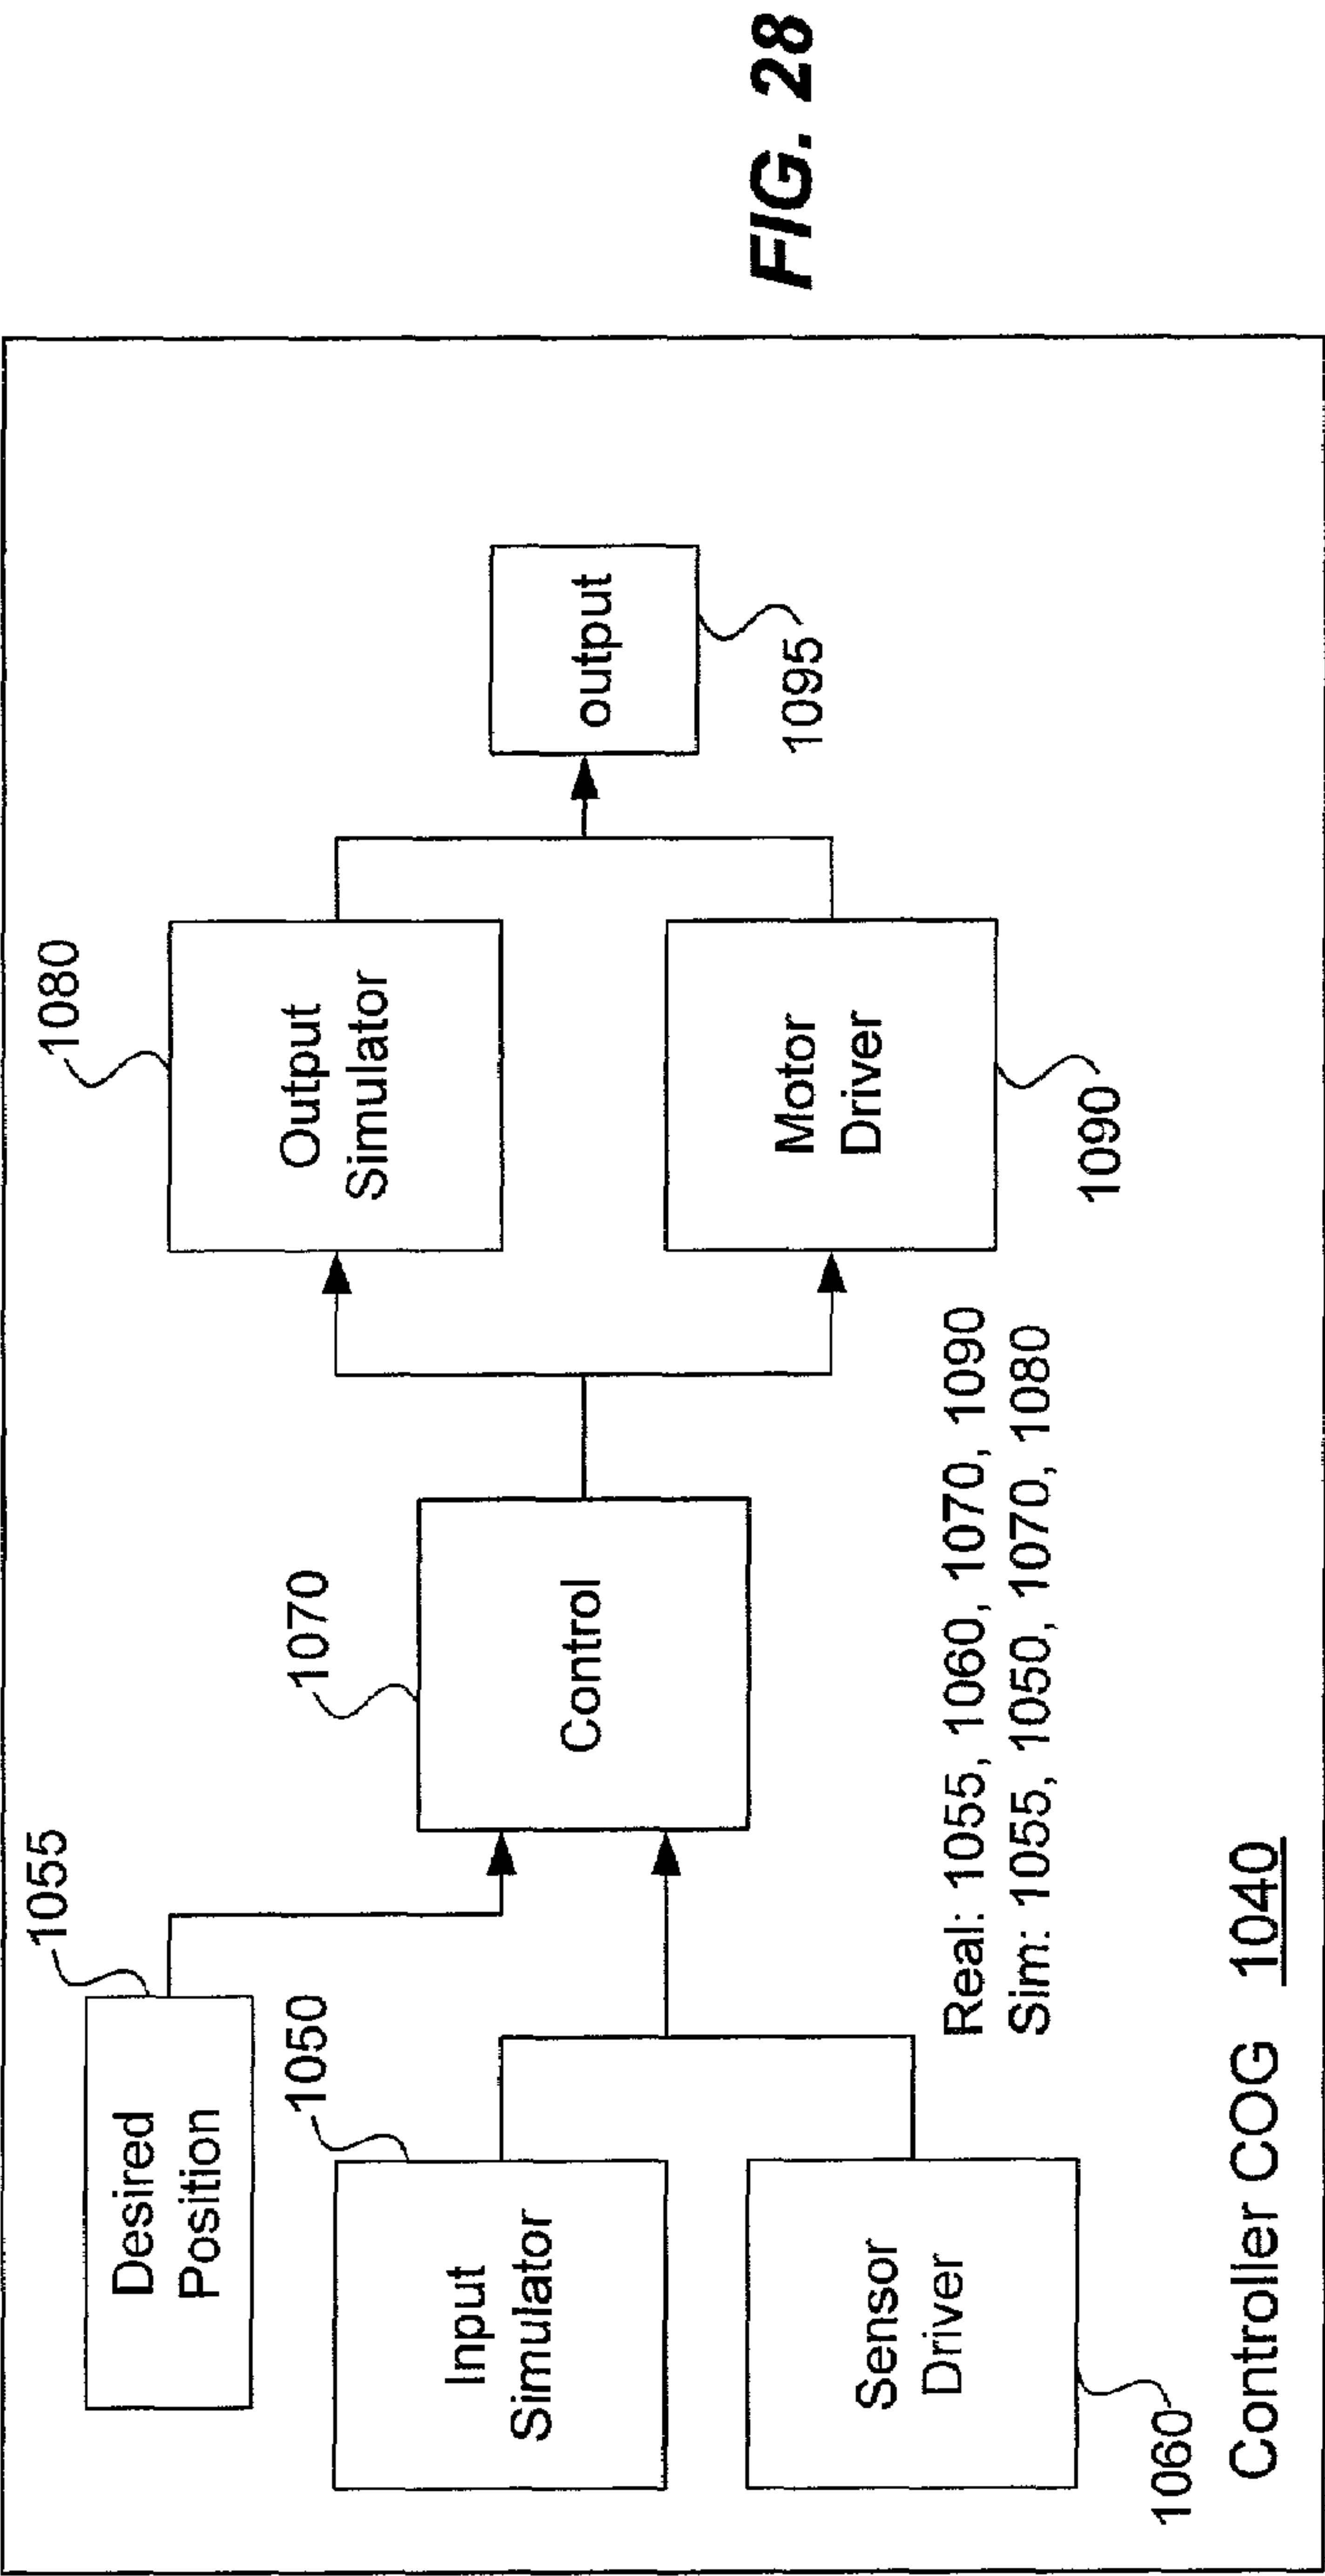 1055
Desired
Position
1050
Input
Simulator
Sensor
Driver
1060
1070
Control
1080
Output
Simulator
Motor
Driver
1090
output
1095
Real: 1055, 1060, 1070, 1090
Sim: 1055, 1050, 1070, 1080
Controller COG 1040
FIG. 28